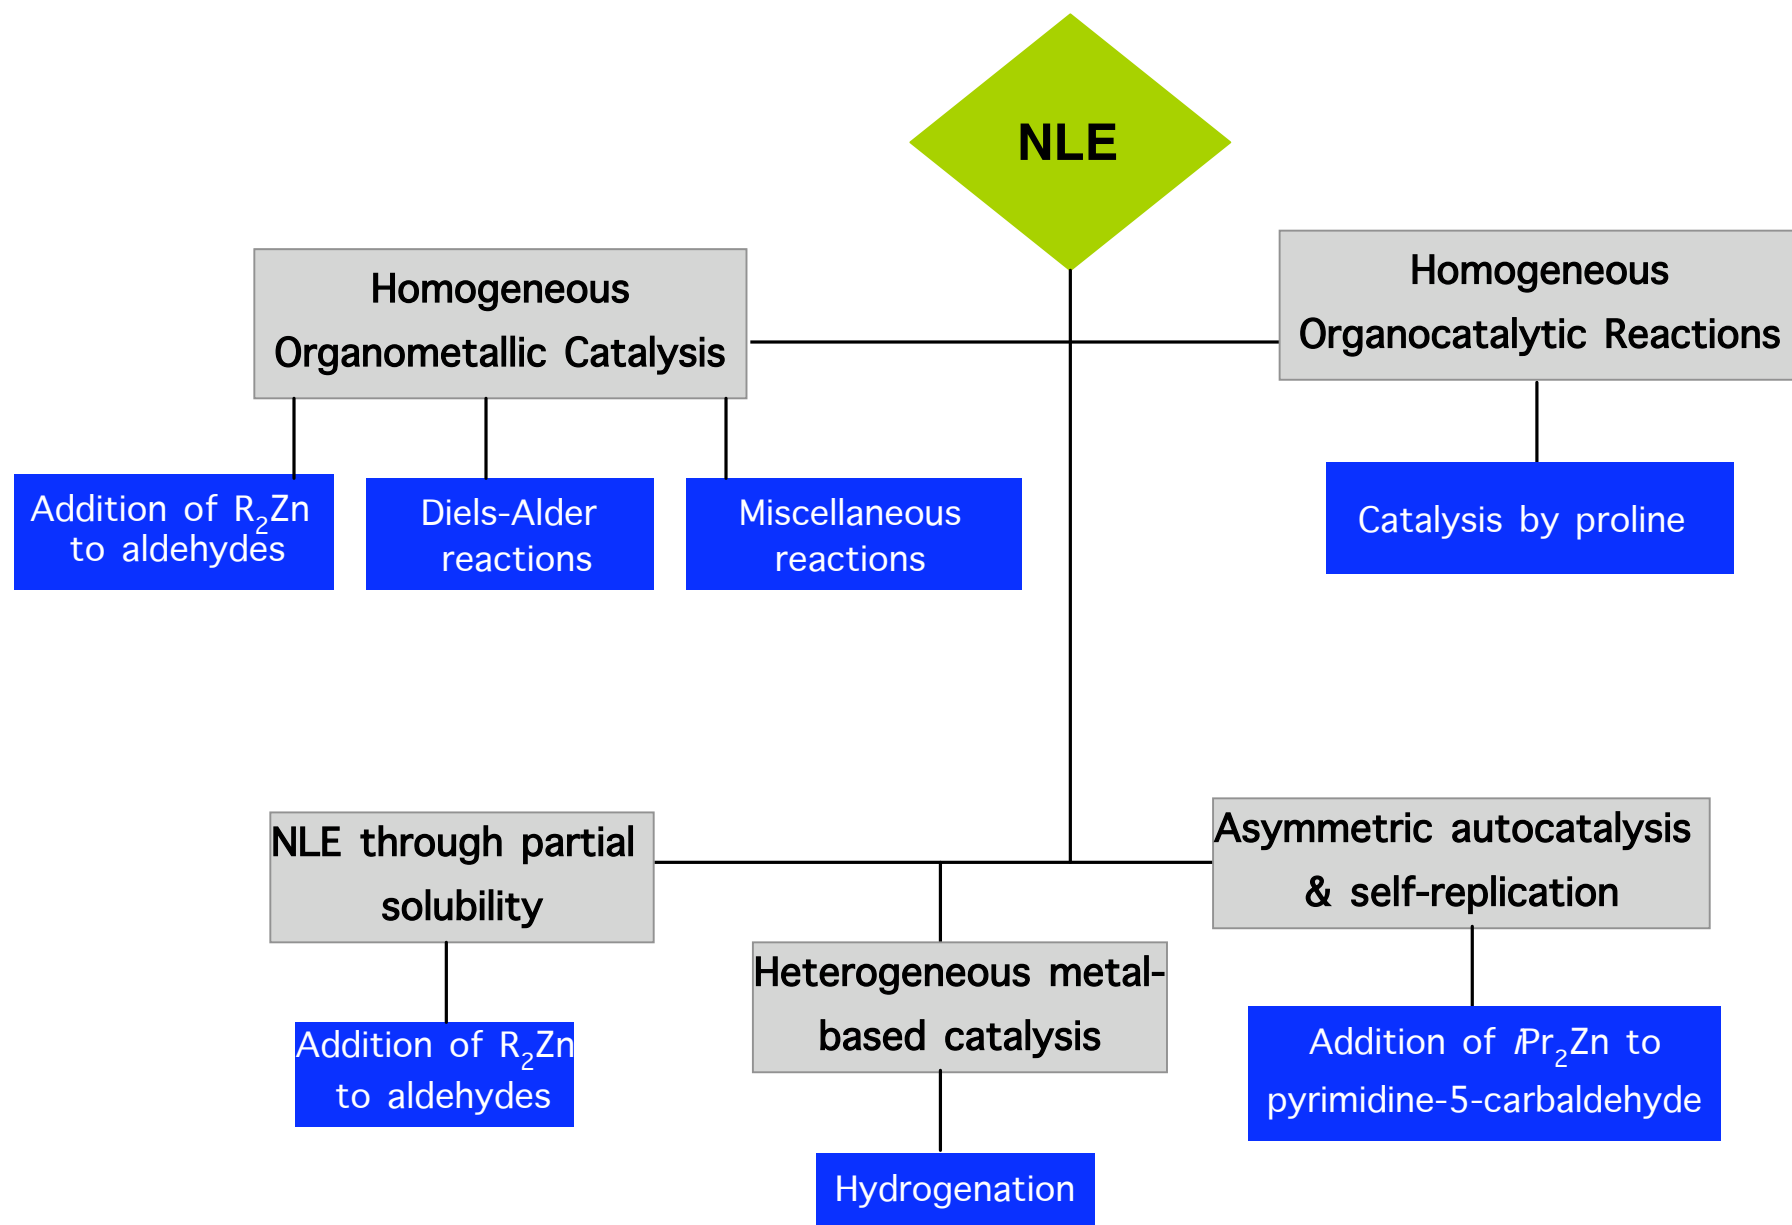 NLE
Homogeneous
Organometallic Catalysis
Homogeneous
Organocatalytic Reactions
Addition of R₂Zn
to aldehydes
Diels-Alder
reactions
Miscellaneous
reactions
Catalysis by proline
NLE through partial
solubility
Asymmetric autocatalysis
& self-replication
Heterogeneous metal-
based catalysis
Addition of R₂Zn
to aldehydes
Addition of iPr₂Zn to
pyrimidine-5-carbaldehyde
Hydrogenation